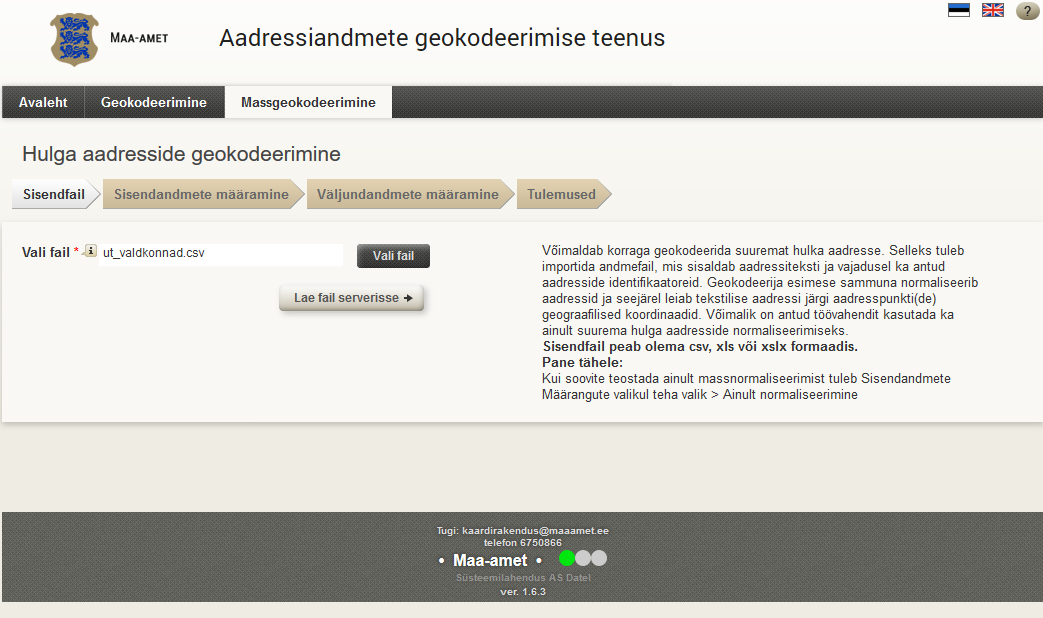 ?
MAA-AMET
Aadressiandmete geokodeerimise teenus
Avaleht Geokodeerimine Massgeokodeerimine
Hulga aadresside geokodeerimine
Sisendfail Sisendandmete määramine Väljundandmete määramine Tulemused
Vali fail * i ut_valdkonnad.csv Vali fail
Lae fail serverisse
Võimaldab korraga geokodeerida suuremat hulka aadresse. Selleks tuleb
importida andmefail, mis sisaldab aadressiteksti ja vajadusel ka antud
aadresside identifikaatoreid. Geokodeerija esimese sammuna normaliseerib
aadressid ja seejärel leiab tekstilise aadressi järgi aadresspunkti(de)
geograafilised koordinaadid. Võimalik on antud töövahendit kasutada ka
ainult suurema hulga aadresside normaliseerimiseks.
Sisendfail peab olema csv, xls või xslx formaadis.
Pane tähele:
Kui soovite teostada ainult massnormaliseerimist tuleb Sisendandmete
Määrangute valikul teha valik > Ainult normaliseerimine
Tugi: kaardirakendus@maaamet.ee
telefon 6750866
• Maa-amet •
Süsteemilahendus AS Datel
ver. 1.6.3